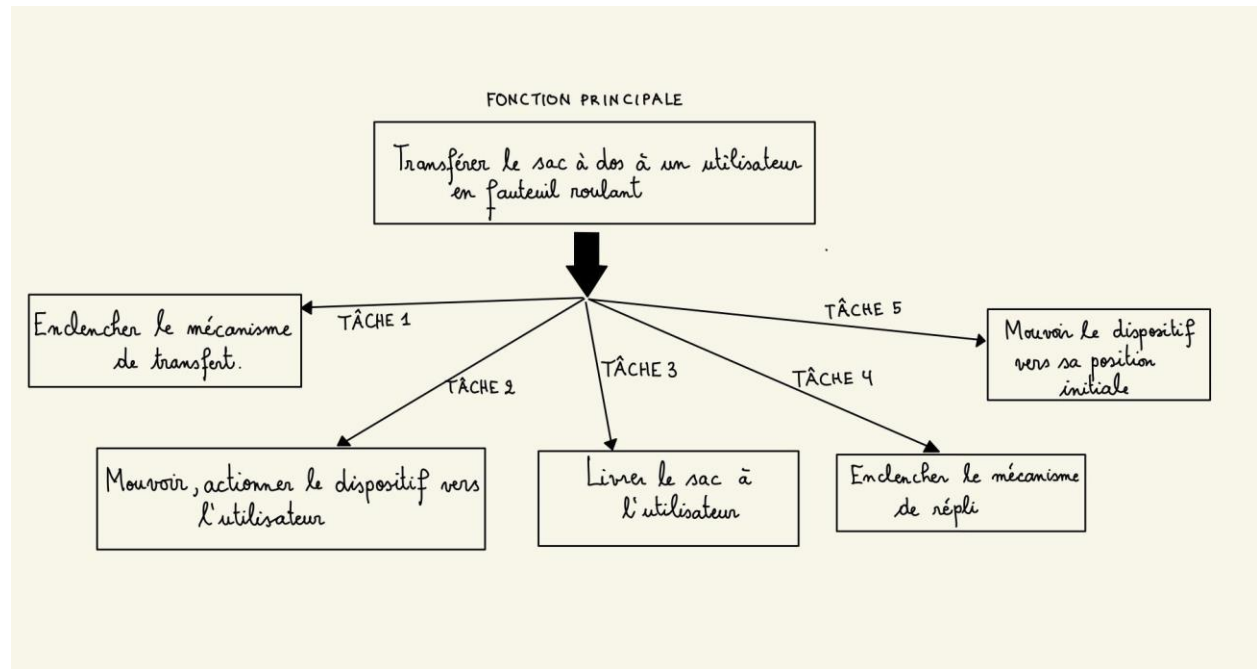 FONCTION PRINCIPALE
Transférer le sac à dos à un utilisateur
en fauteuil roulant
Enclencher le mécanisme
de transfert.
TÂCHE 1
TÂCHE 2
TÂCHE 3
TÂCHE 4
TÂCHE 5
Mouvoir le dispositif
vers sa position
initiale
Mouvoir, actionner le dispositif vers
l'utilisateur
Livrer le sac à
l'utilisateur
Enclencher le mécanisme
de répli